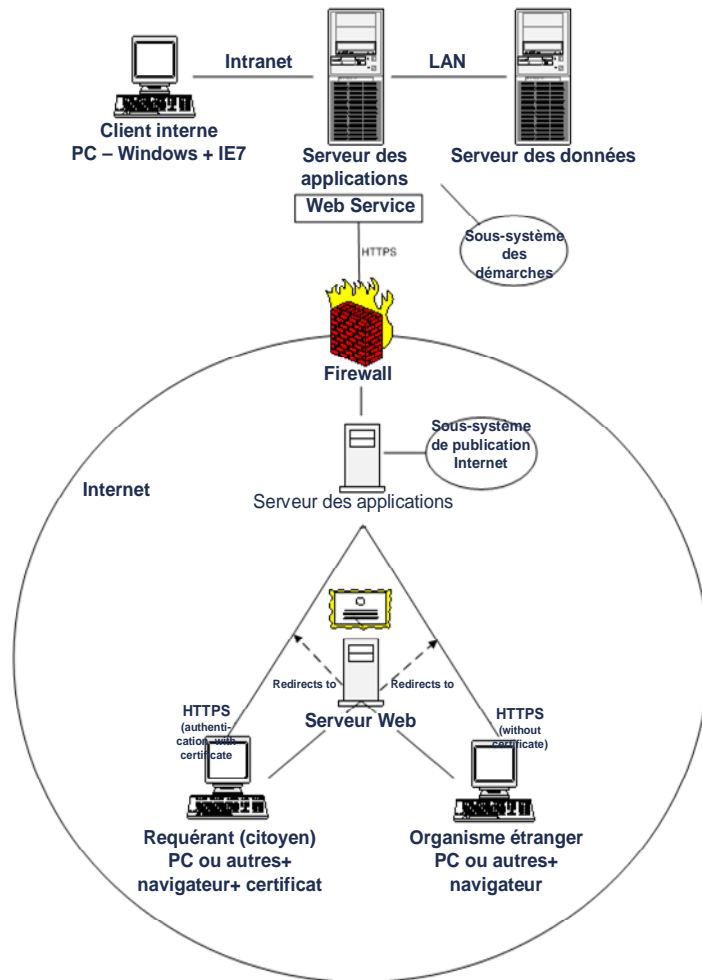 Intranet
LAN
Client interne
PC – Windows + IE7
Serveur des
applications
Serveur des données
Web Service
HTTPS
Sous-système
des
démarches
Firewall
Sous-système
de publication
Internet
Internet
Serveur des applications
Redirects to
Redirects to
Serveur Web
HTTPS
(authenti-
cation with
certificate
HTTPS
(without
certificate)
Requérant (citoyen)
PC ou autres+
navigateur+ certificat
Organisme étranger
PC ou autres+
navigateur